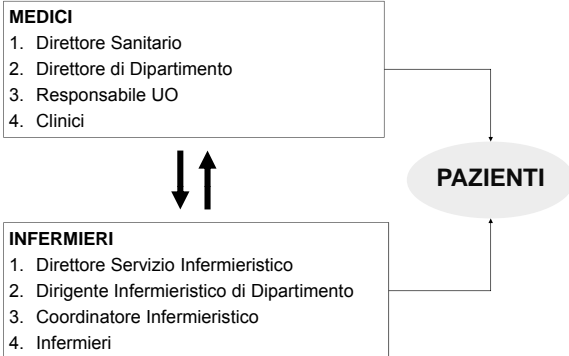 MEDICI
1. Direttore Sanitario
2. Direttore di Dipartimento
3. Responsabile UO
4. Clinici
PAZIENTI
INFERMIERI
1. Direttore Servizio Infermieristico
2. Dirigente Infermieristico di Dipartimento
3. Coordinatore Infermieristico
4. Infermieri